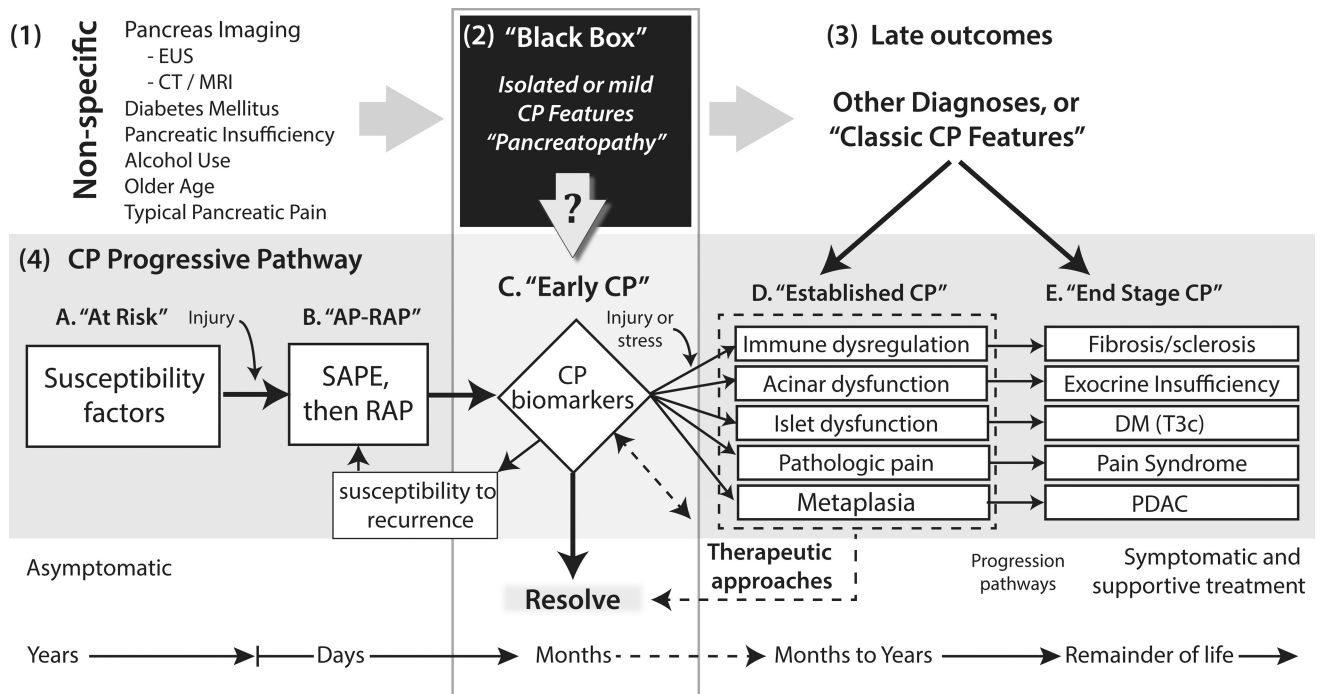 (1)
Non-specific
Pancreas Imaging
- EUS
- CT / MRI
Diabetes Mellitus
Pancreatic Insufficiency
Alcohol Use
Older Age
Typical Pancreatic Pain
(2) “Black Box”
Isolated or mild
CP Features
“Pancreatopathy”
?
(3) Late outcomes
Other Diagnoses, or
“Classic CP Features”
(4) CP Progressive Pathway
A. “At Risk”
Injury
B. “AP-RAP”
C. “Early CP”
Injury or
stress
D. “Established CP”
E. “End Stage CP”
Susceptibility
factors
SAPE,
then RAP
susceptibility to
recurrence
CP
biomarkers
Immune dysregulation
Fibrosis/sclerosis
Acinar dysfunction
Exocrine Insufficiency
Islet dysfunction
DM (T3c)
Pathologic pain
Pain Syndrome
Metaplasia
PDAC
Asymptomatic
Resolve
Therapeutic
approaches
Progression
pathways
Symptomatic and
supportive treatment
Years
Days
Months
Months to Years
Remainder of life